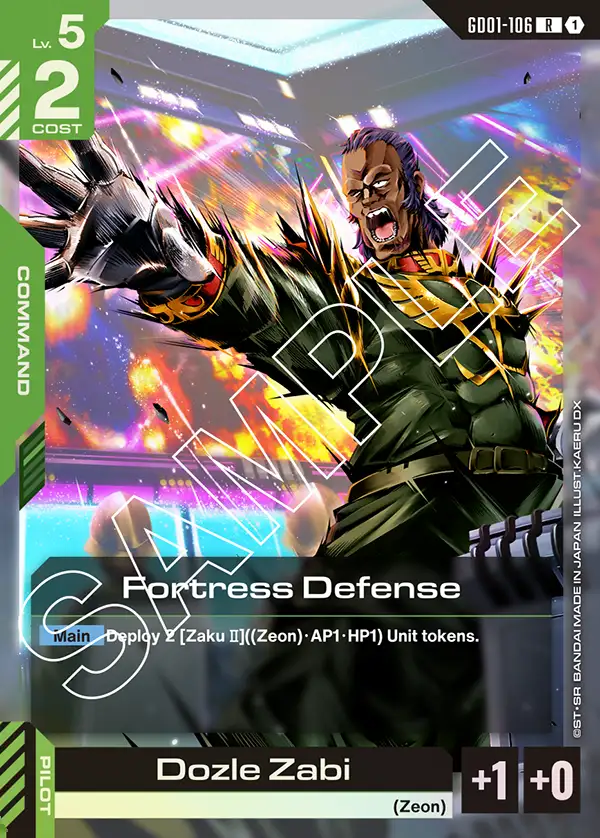 Lv. 5
2
COST
GD01-106 R 1
COMMAND
SAMPLE
Fortress Defense
Main Deploy 2 [Zaku Ⅱ]((Zeon)･AP1･HP1) Unit tokens.
©ST･SR BANDAI MADE IN JAPAN ILLUST.KAERU DX
PILOT
Dozle Zabi
+1 +0
(Zeon)